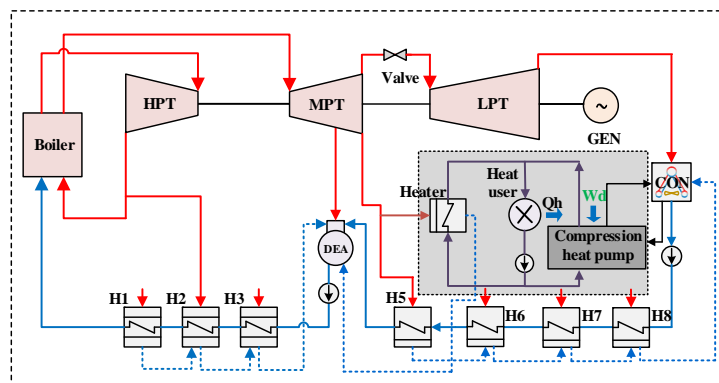 Valve
HPT
MPT
LPT
~
GEN
Boiler
Heater
Heat
user
Qh
Wd
CON
Compression
heat pump
DEA
H1
H2
H3
H5
H6
H7
H8